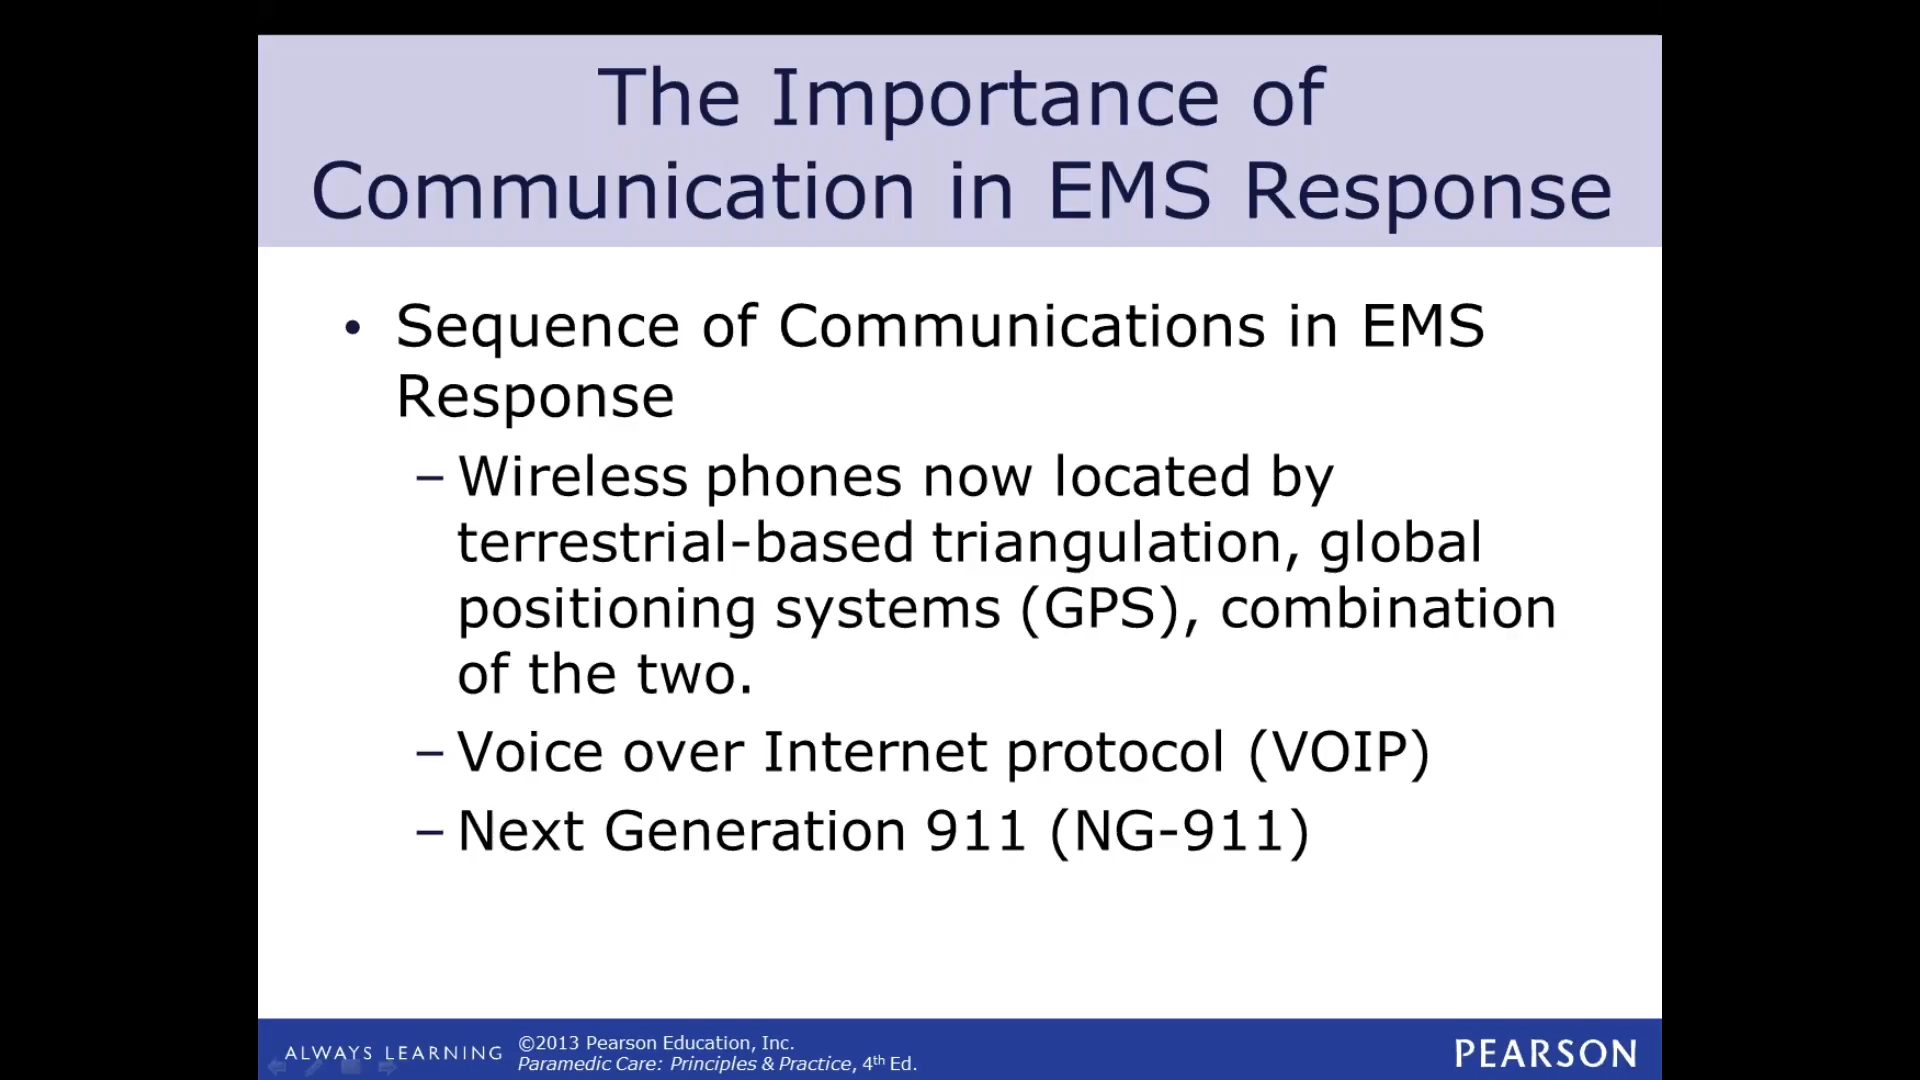 The Importance of
Communication in EMS Response
• Sequence of Communications in EMS
Response
– Wireless phones now located by
terrestrial-based triangulation, global
positioning systems (GPS), combination
of the two.
– Voice over Internet protocol (VOIP)
– Next Generation 911 (NG-911)
ALWAYS LEARNING
©2013 Pearson Education, Inc.
Paramedic Care: Principles & Practice, 4th Ed.
PEARSON